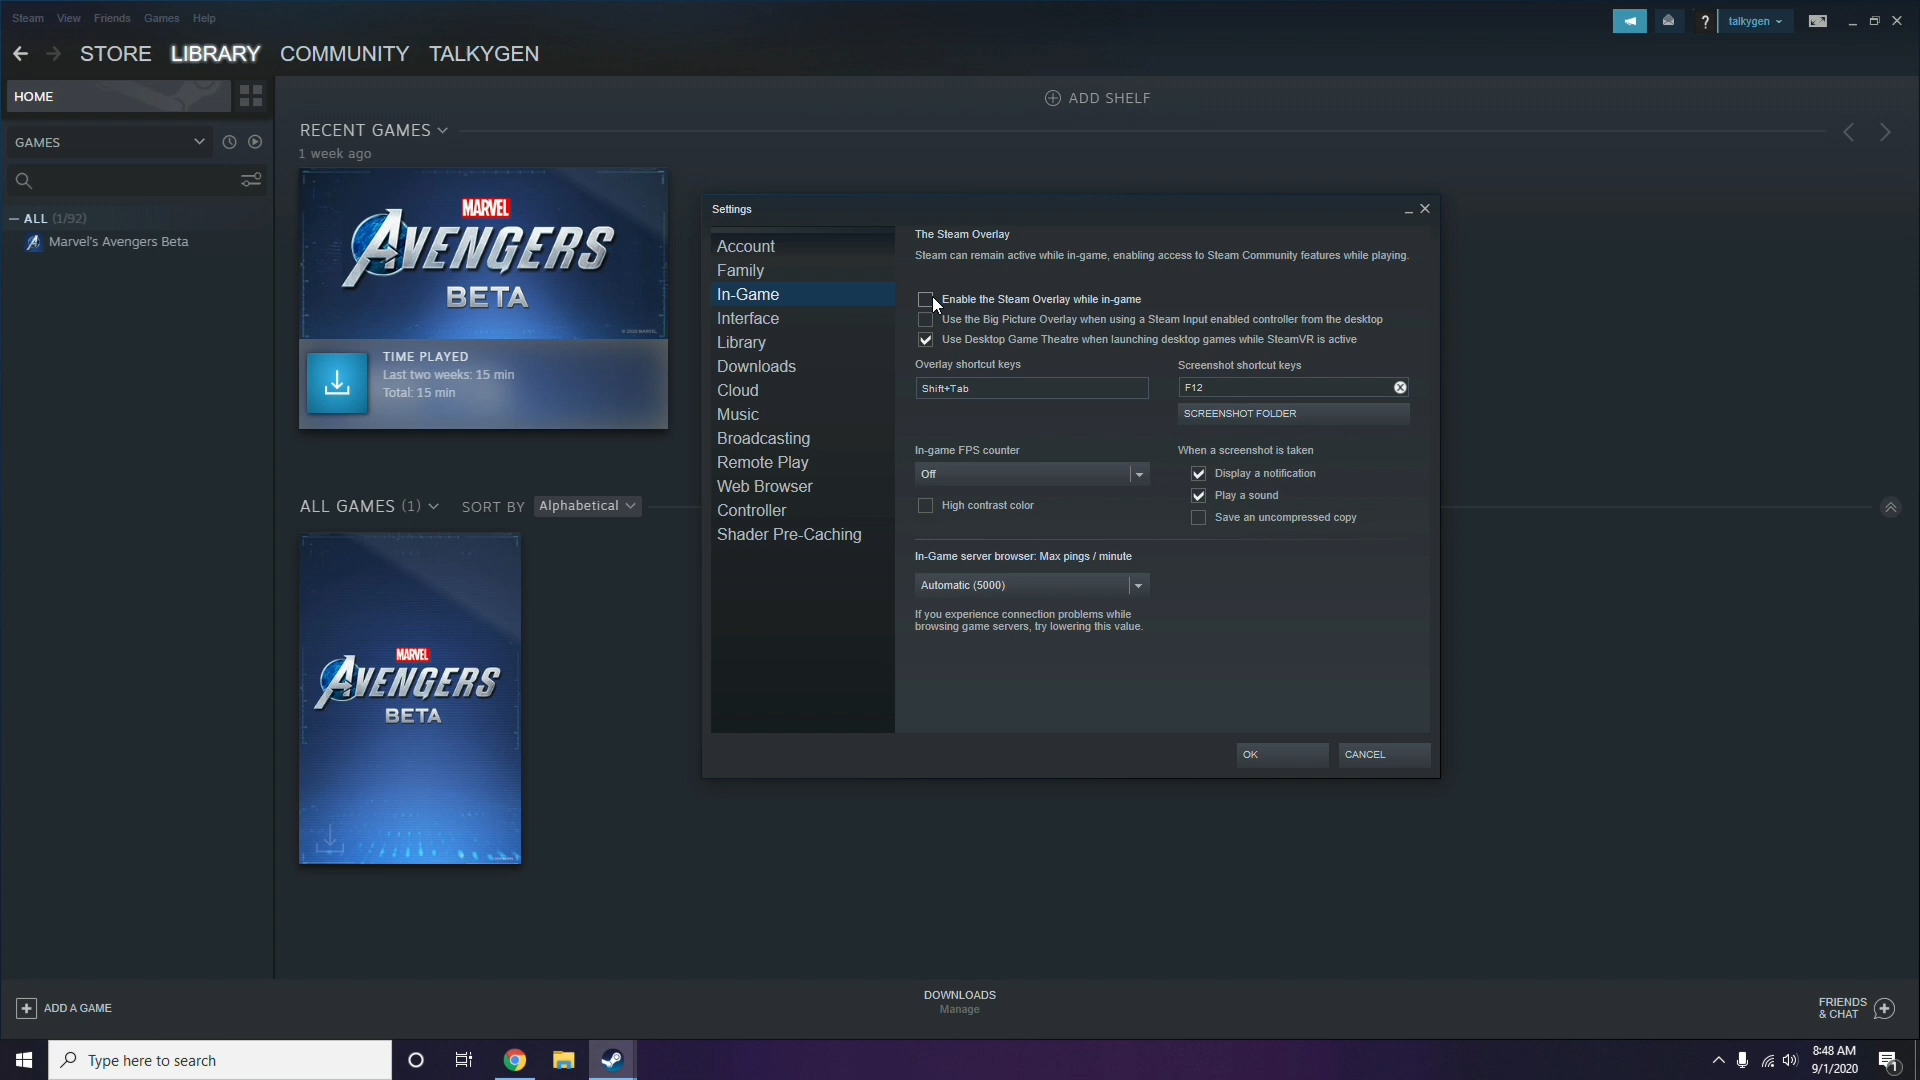 Steam View Friends Games Help
talkygen
STORE LIBRARY COMMUNITY TALKYGEN
HOME
GAMES
ALL (1/92)
Marvel's Avengers Beta
ADD SHELF
RECENT GAMES
1 week ago
MARVEL
AVENGERS
BETA
TIME PLAYED
Last two weeks: 15 min
Total: 15 min
ALL GAMES (1) SORT BY Alphabetical
MARVEL
AVENGERS
BETA
Settings
Account
Family
In-Game
Interface
Library
Downloads
Cloud
Music
Broadcasting
Remote Play
Web Browser
Controller
Shader Pre-Caching
The Steam Overlay
Steam can remain active while in-game, enabling access to Steam Community features while playing.
Enable the Steam Overlay while in-game
Use the Big Picture Overlay when using a Steam Input enabled controller from the desktop
Use Desktop Game Theatre when launching desktop games while SteamVR is active
Overlay shortcut keys
Shift+Tab
Screenshot shortcut keys
F12
SCREENSHOT FOLDER
In-game FPS counter
Off
High contrast color
When a screenshot is taken
Display a notification
Play a sound
Save an uncompressed copy
In-Game server browser: Max pings / minute
Automatic (5000)
If you experience connection problems while
browsing game servers, try lowering this value.
OK CANCEL
ADD A GAME
DOWNLOADS
Manage
FRIENDS
& CHAT
Type here to search
8:48 AM
9/1/2020
1